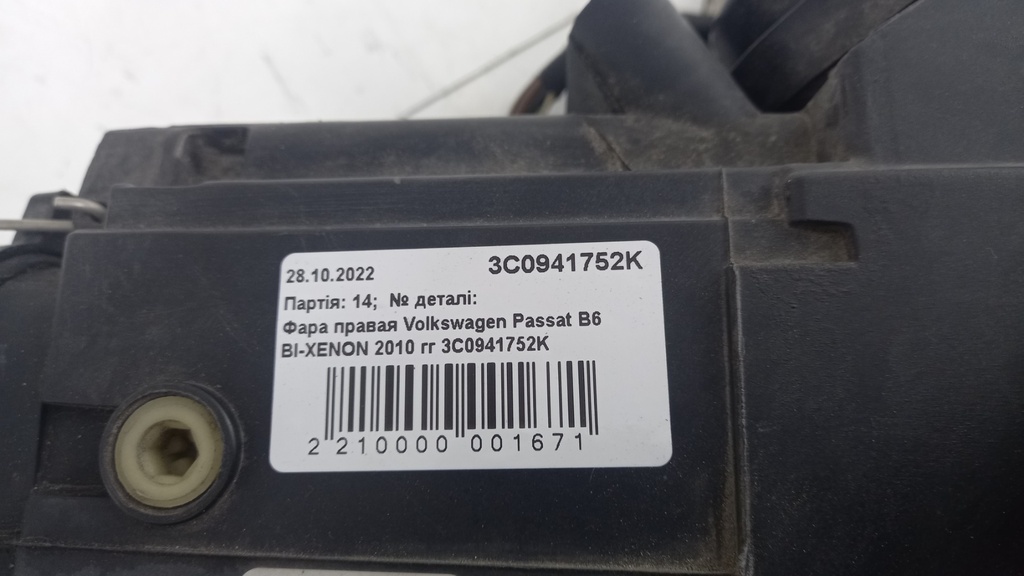 28.10.2022 3C0941752K
Партія: 14; № деталі:
Фара правая Volkswagen Passat B6
BI-XENON 2010 гг 3C0941752K
2 210000 001671